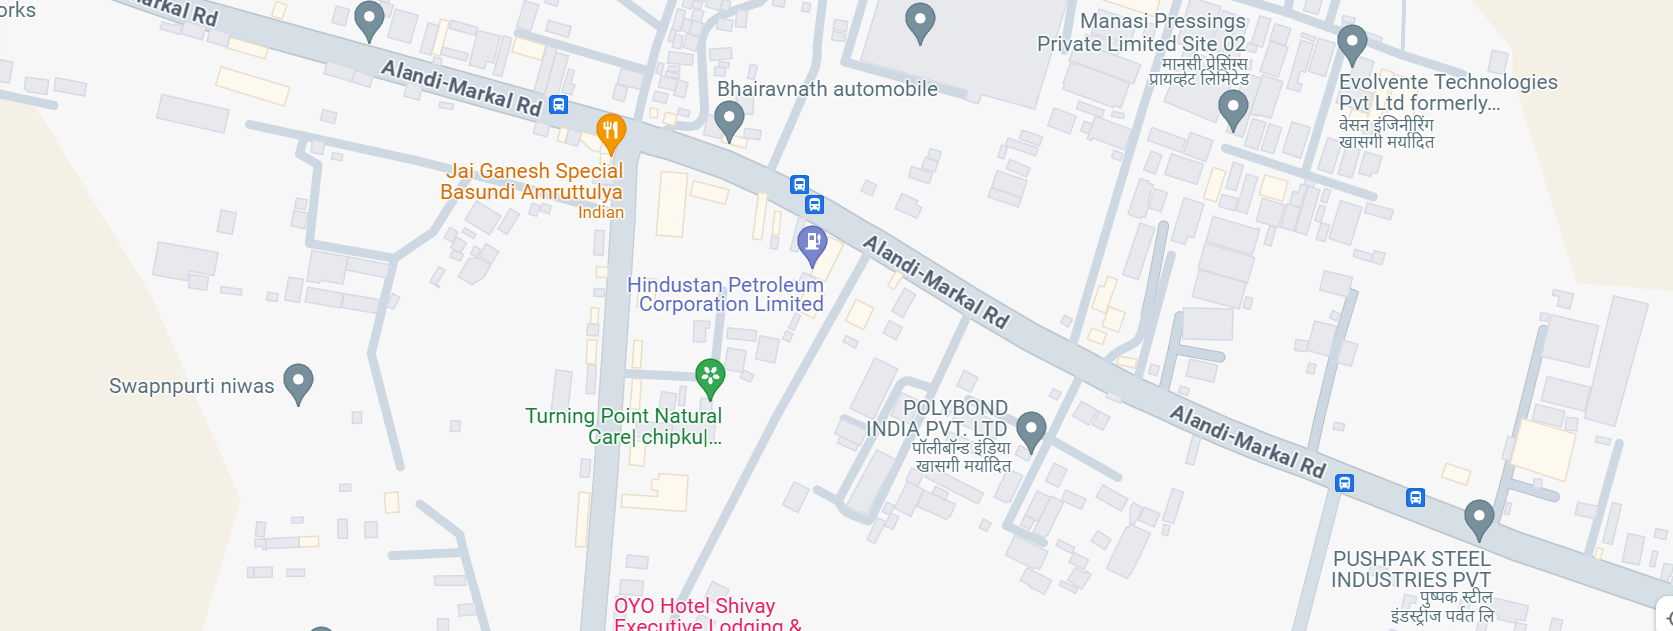 orks
arkal Rd
Alandi-Markal Rd
Manasi Pressings
Private Limited Site 02
मानसी प्रेसिंग्स
प्रायव्हेट लिमिटेड
Evolvente Technologies
Pvt Ltd formerly...
वेसन इंजिनीरिंग
खासगी मर्यादित
Bhairavnath automobile
Jai Ganesh Special
Basundi Amruttulya
Indian
Hindustan Petroleum
Corporation Limited
Alandi-Markal Rd
Swapnpurti niwas
Turning Point Natural
Care| chipku|...
POLYBOND
INDIA PVT. LTD
पॉलीबॉन्ड इंडिया
खासगी मर्यादित
Alandi-Markal Rd
PUSHPAK STEEL
INDUSTRIES PVT
पुष्पक स्टील
इंडस्ट्रीज पर्वत लि
OYO Hotel Shivay
Executive Lodging &